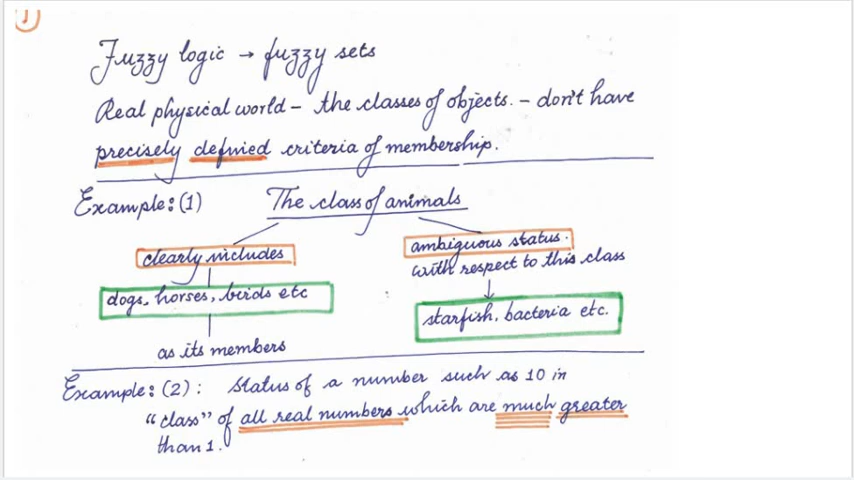 1
Fuzzy logic → fuzzy sets
Real physical world – the classes of objects. – don't have
precisely defined criteria of membership.
Example: (1) The class of animals
clearly includes
ambiguous status.
with respect to this class
dogs, horses, birds etc
starfish, bacteria etc.
as its members
Example: (2) : Status of a number such as 10 in
"class" of all real numbers which are much greater
than 1.